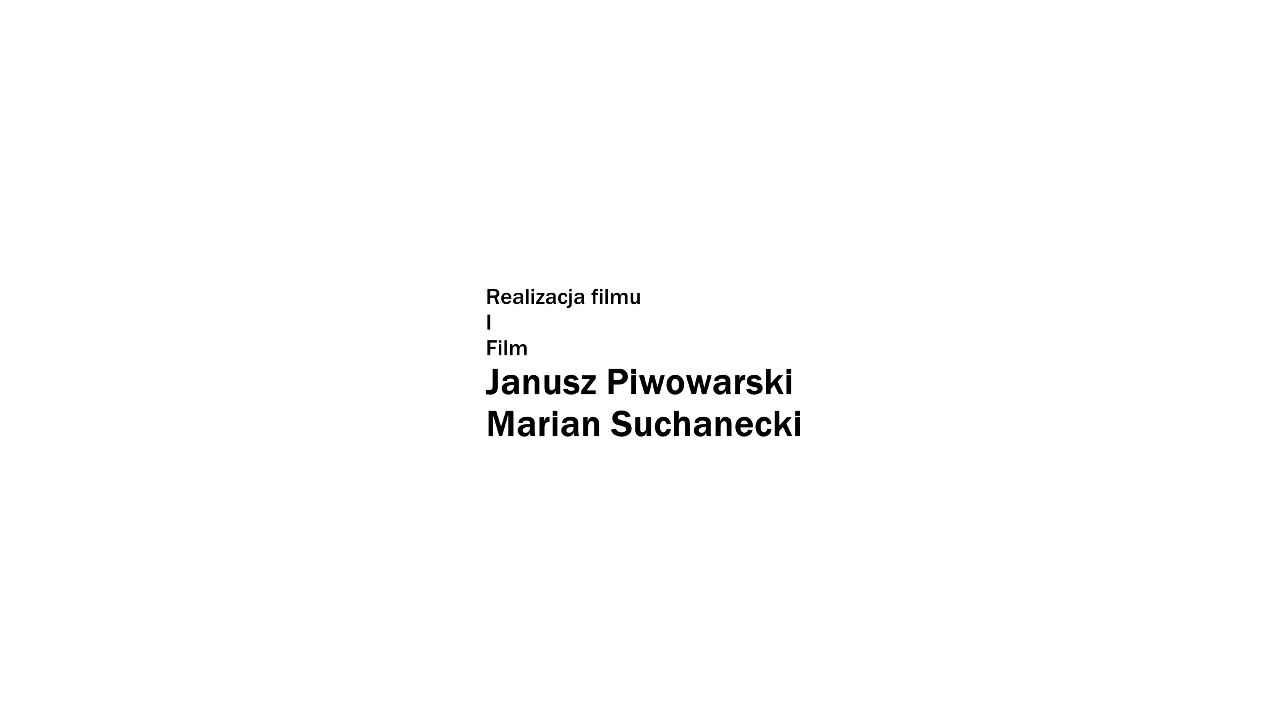 Realizacja filmu
I
Film
Janusz Piwowarski
Marian Suchanecki